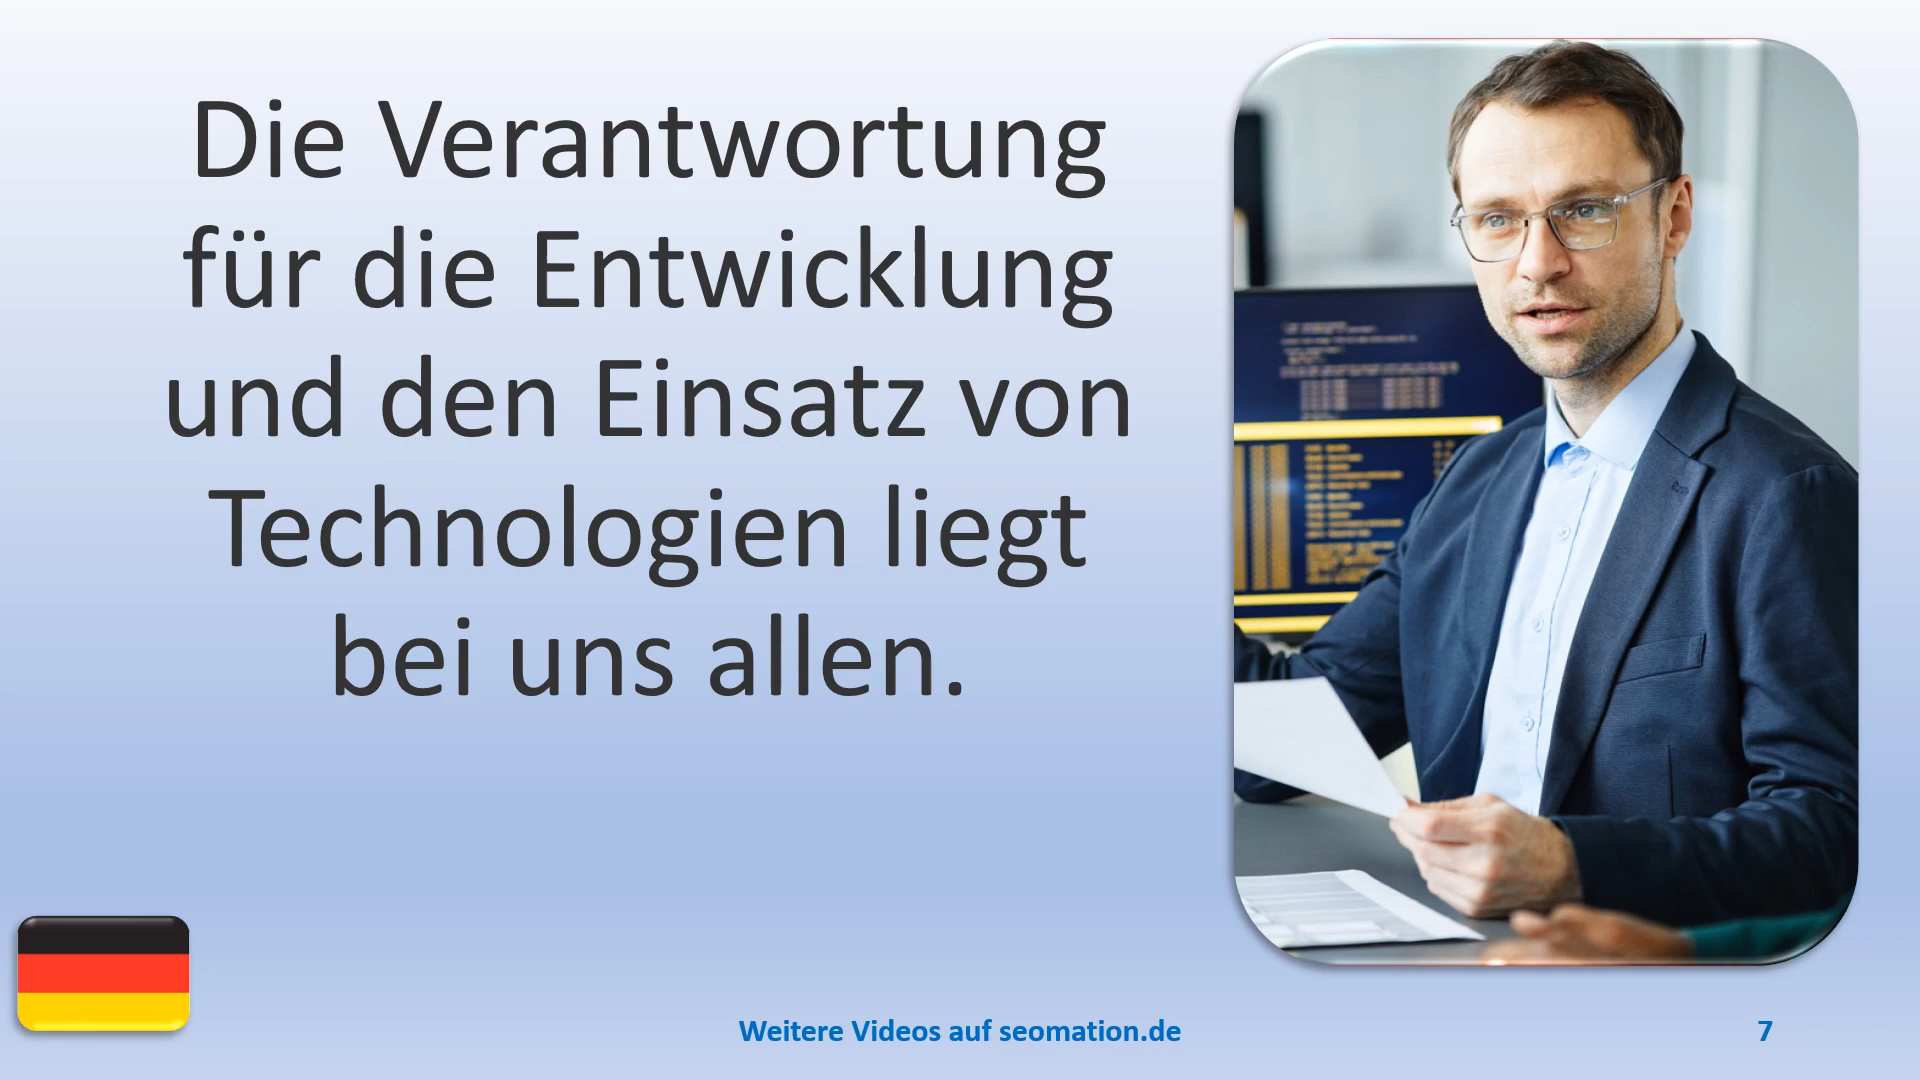 Die Verantwortung
für die Entwicklung
und den Einsatz von
Technologien liegt
bei uns allen.
Weitere Videos auf seomation.de
7